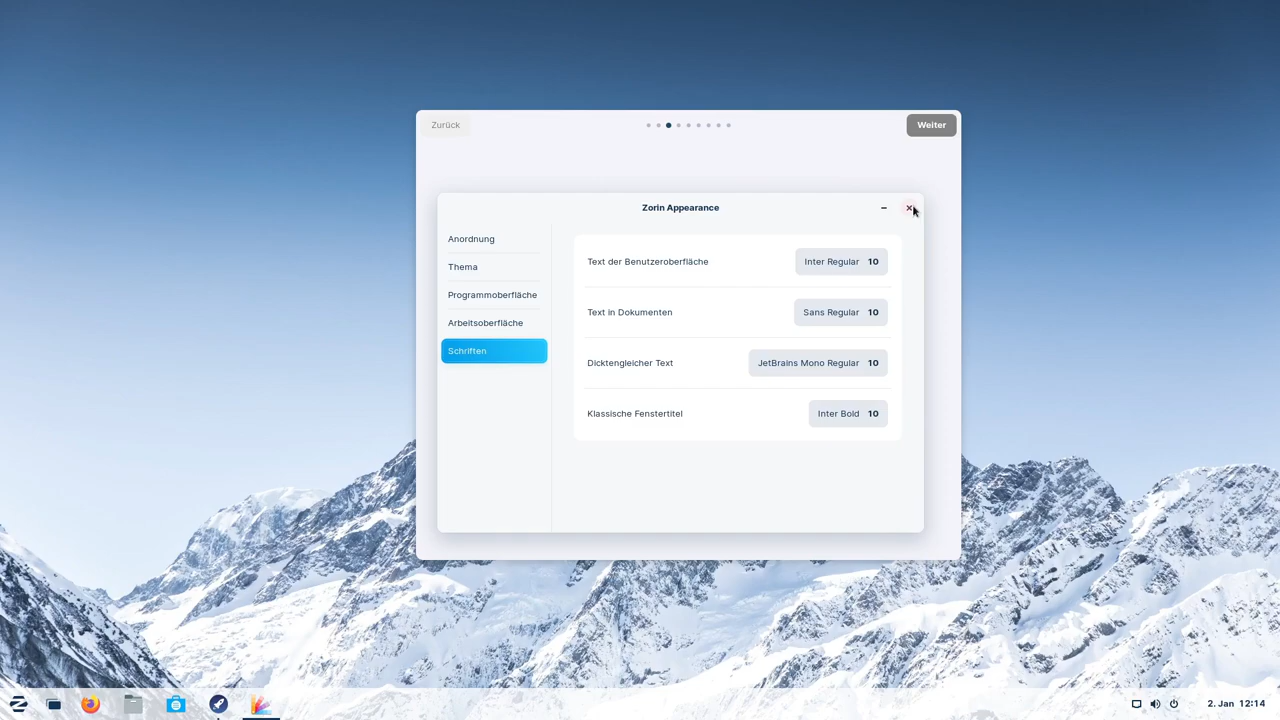 Zurück
Weiter
Zorin Appearance
Anordnung
Thema
Programmoberfläche
Arbeitsoberfläche
Schriften
Text der Benutzeroberfläche Inter Regular 10
Text in Dokumenten Sans Regular 10
Dicktengleicher Text JetBrains Mono Regular 10
Klassische Fenstertitel Inter Bold 10
2. Jan 12:14